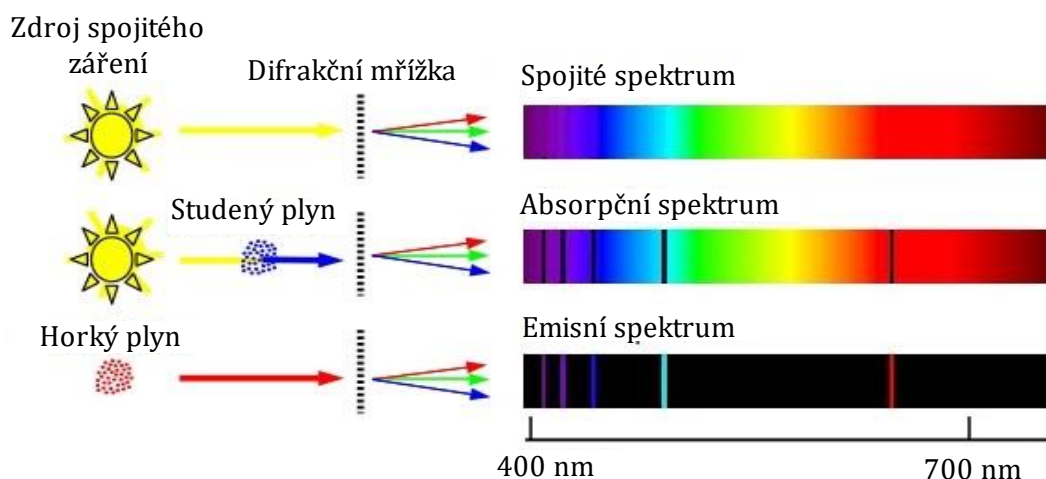 Zdroj spojitého
záření
Difrakční mřížka
Spojité spektrum
Studený plyn
Absorpční spektrum
Horký plyn
Emisní spektrum
400 nm
700 nm